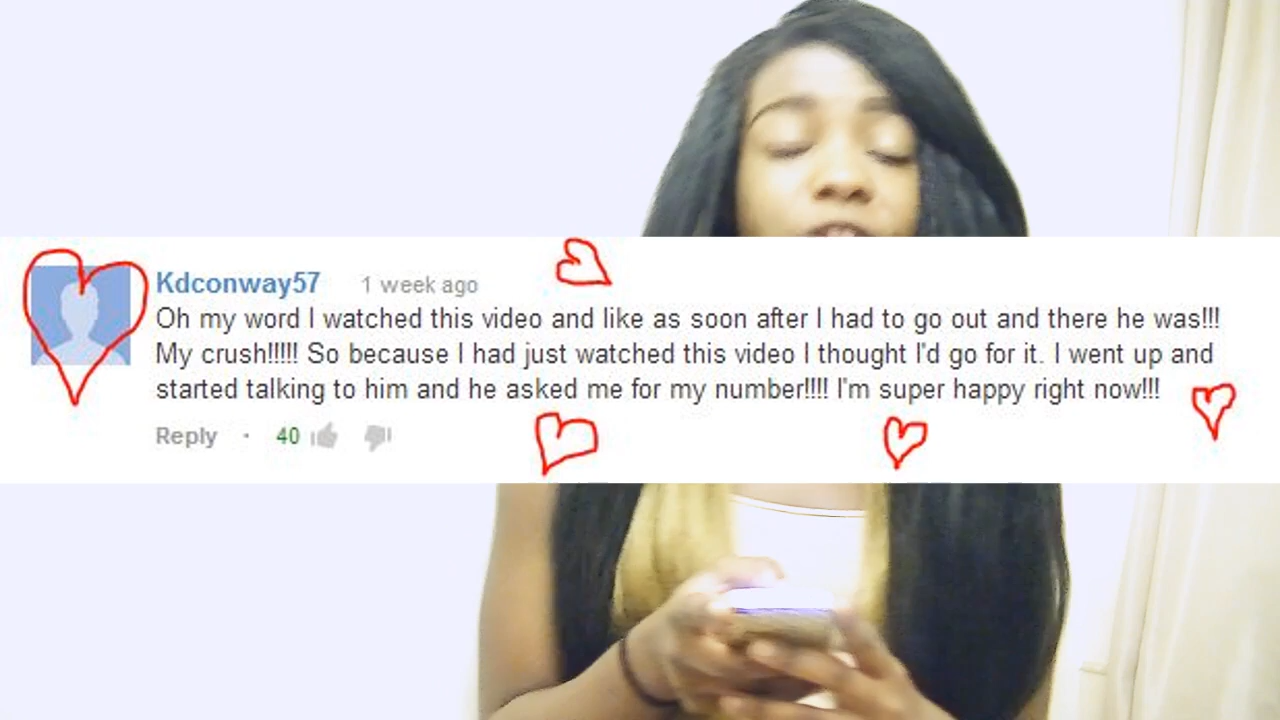 Kdconway57 1 week ago
Oh my word I watched this video and like as soon after I had to go out and there he was!!!
My crush!!!!! So because I had just watched this video I thought I'd go for it. I went up and
started talking to him and he asked me for my number!!!! I'm super happy right now!!!
Reply · 40